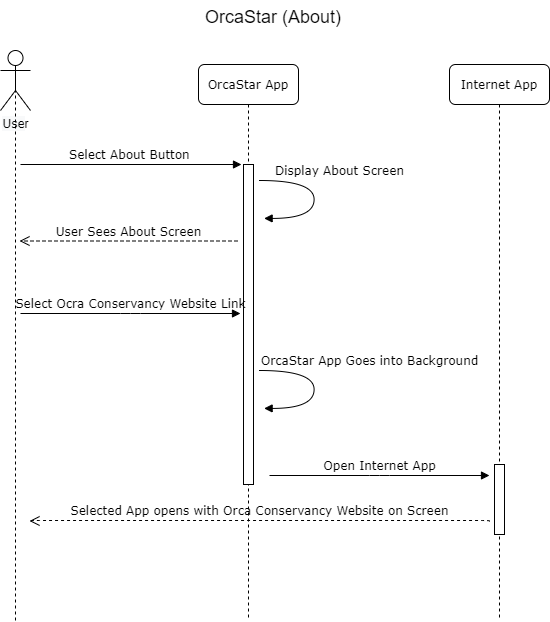 OrcaStar (About)
OrcaStar App
Internet App
User
Select About Button
Display About Screen
User Sees About Screen
Select Ocra Conservancy Website Link
OrcaStar App Goes into Background
Open Internet App
Selected App opens with Orca Conservancy Website on Screen